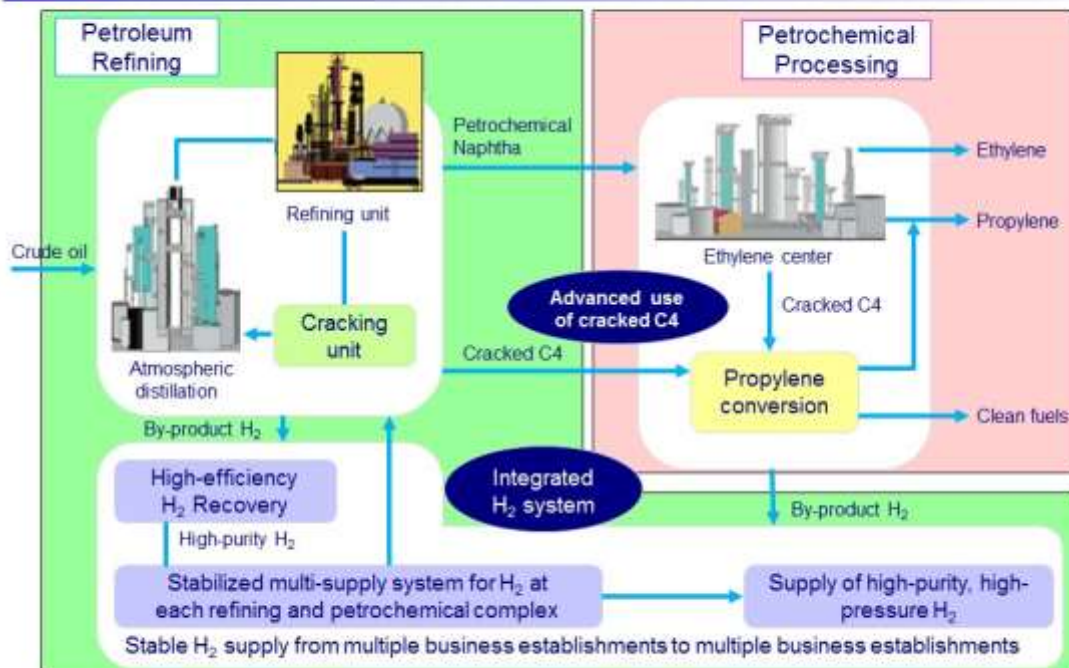 Petroleum
Refining
Petrochemical
Processing
Petrochemical
Naphtha
Ethylene
Refining unit
Propylene
Crude oil
Ethylene center
Advanced use
of cracked C4
Cracked C4
Cracking
unit
Cracked C4
Propylene
conversion
Atmospheric
distillation
Clean fuels
By-product H₂
High-efficiency
H₂ Recovery
Integrated
H₂ system
By-product H₂
High-purity H₂
Stabilized multi-supply system for H₂ at
each refining and petrochemical complex
Supply of high-purity, high-
pressure H₂
Stable H₂ supply from multiple business establishments to multiple business establishments